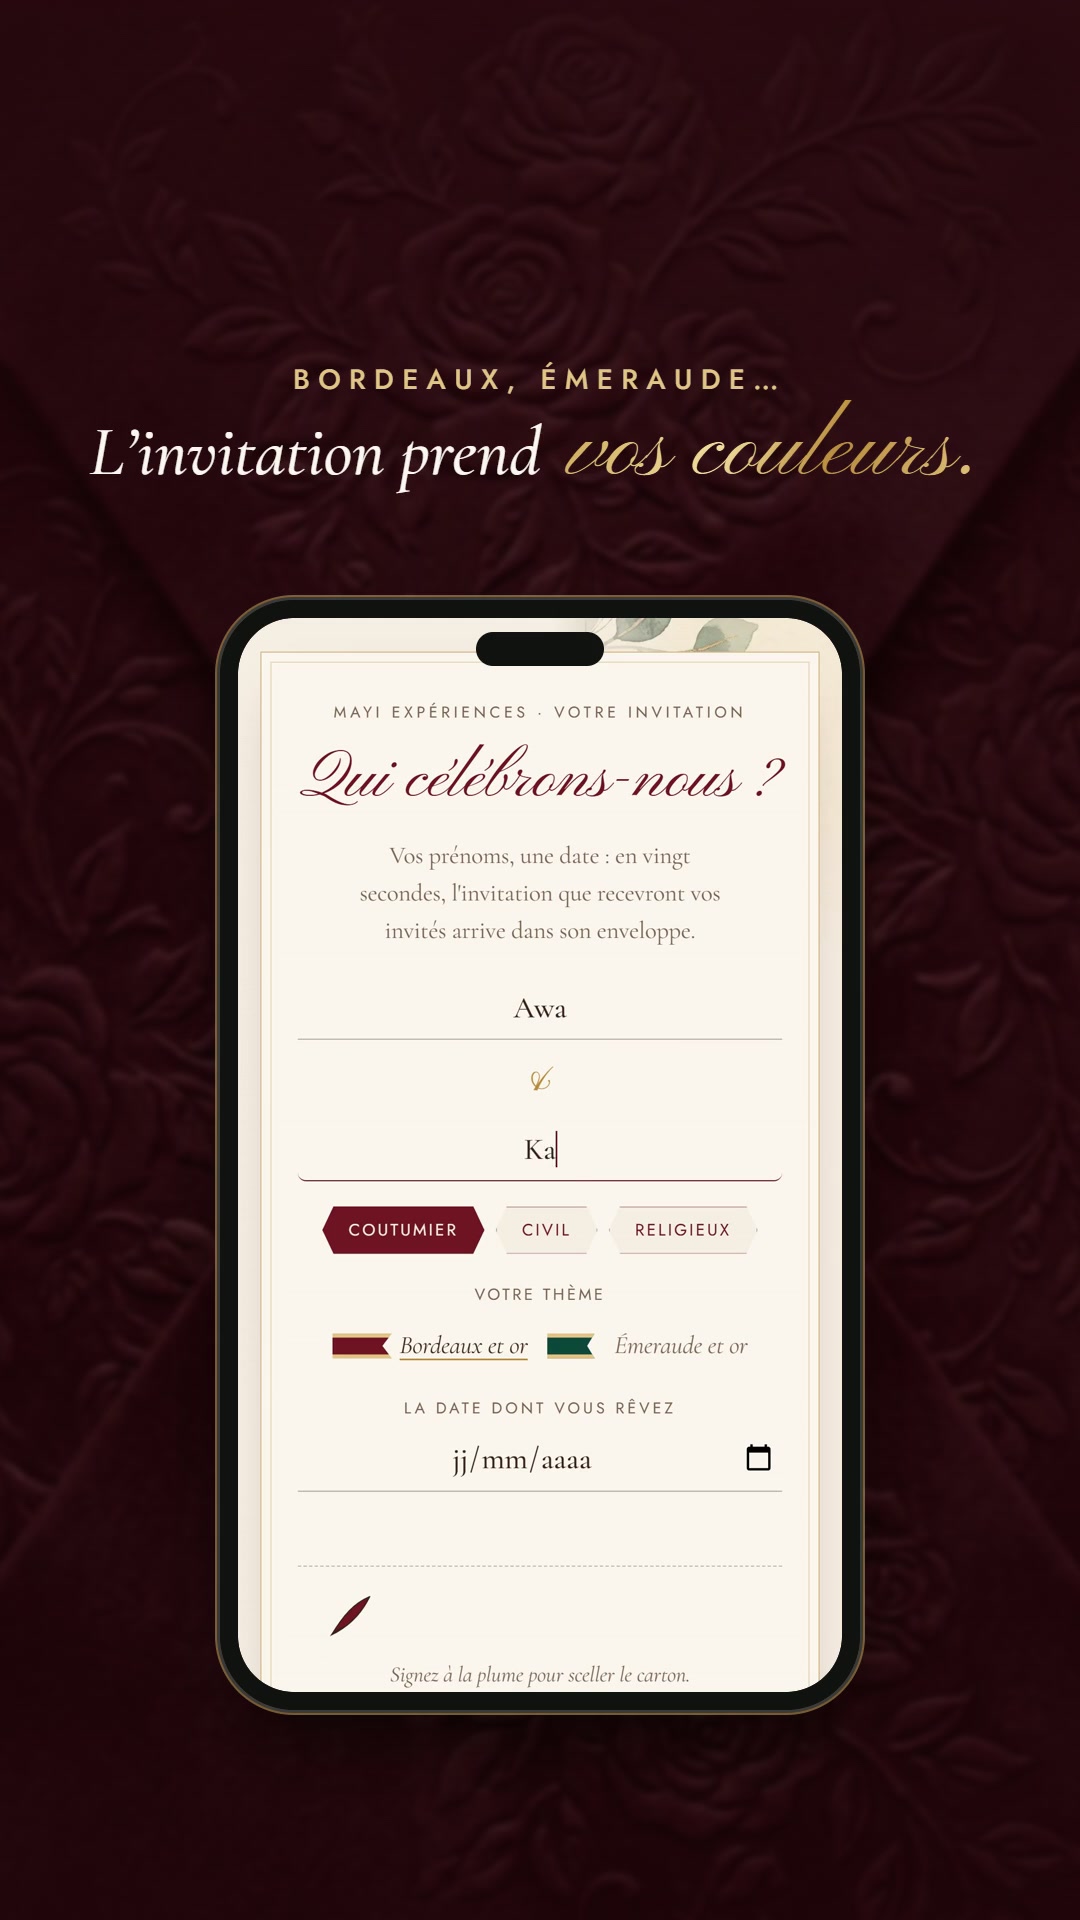 BORDEAUX, ÉMERAUDE…
L’invitation prend vos couleurs.
MAYI EXPÉRIENCES · VOTRE INVITATION
Qui célébrons-nous ?
Vos prénoms, une date : en vingt
secondes, l'invitation que recevront vos
invités arrive dans son enveloppe.
Awa
&
Ka
COUTUMIER CIVIL RELIGIEUX
VOTRE THÈME
Bordeaux et or Émeraude et or
LA DATE DONT VOUS RÊVEZ
jj/mm/aaaa
Signez à la plume pour sceller le carton.